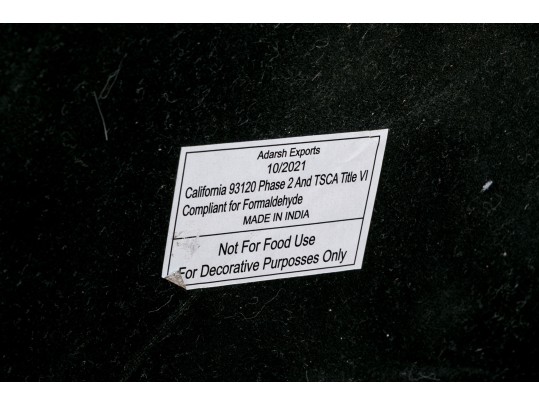 Adarsh Exports
10/2021
California 93120 Phase 2 And TSCA Title VI
Compliant for Formaldehyde
MADE IN INDIA
Not For Food Use
For Decorative Purposses Only